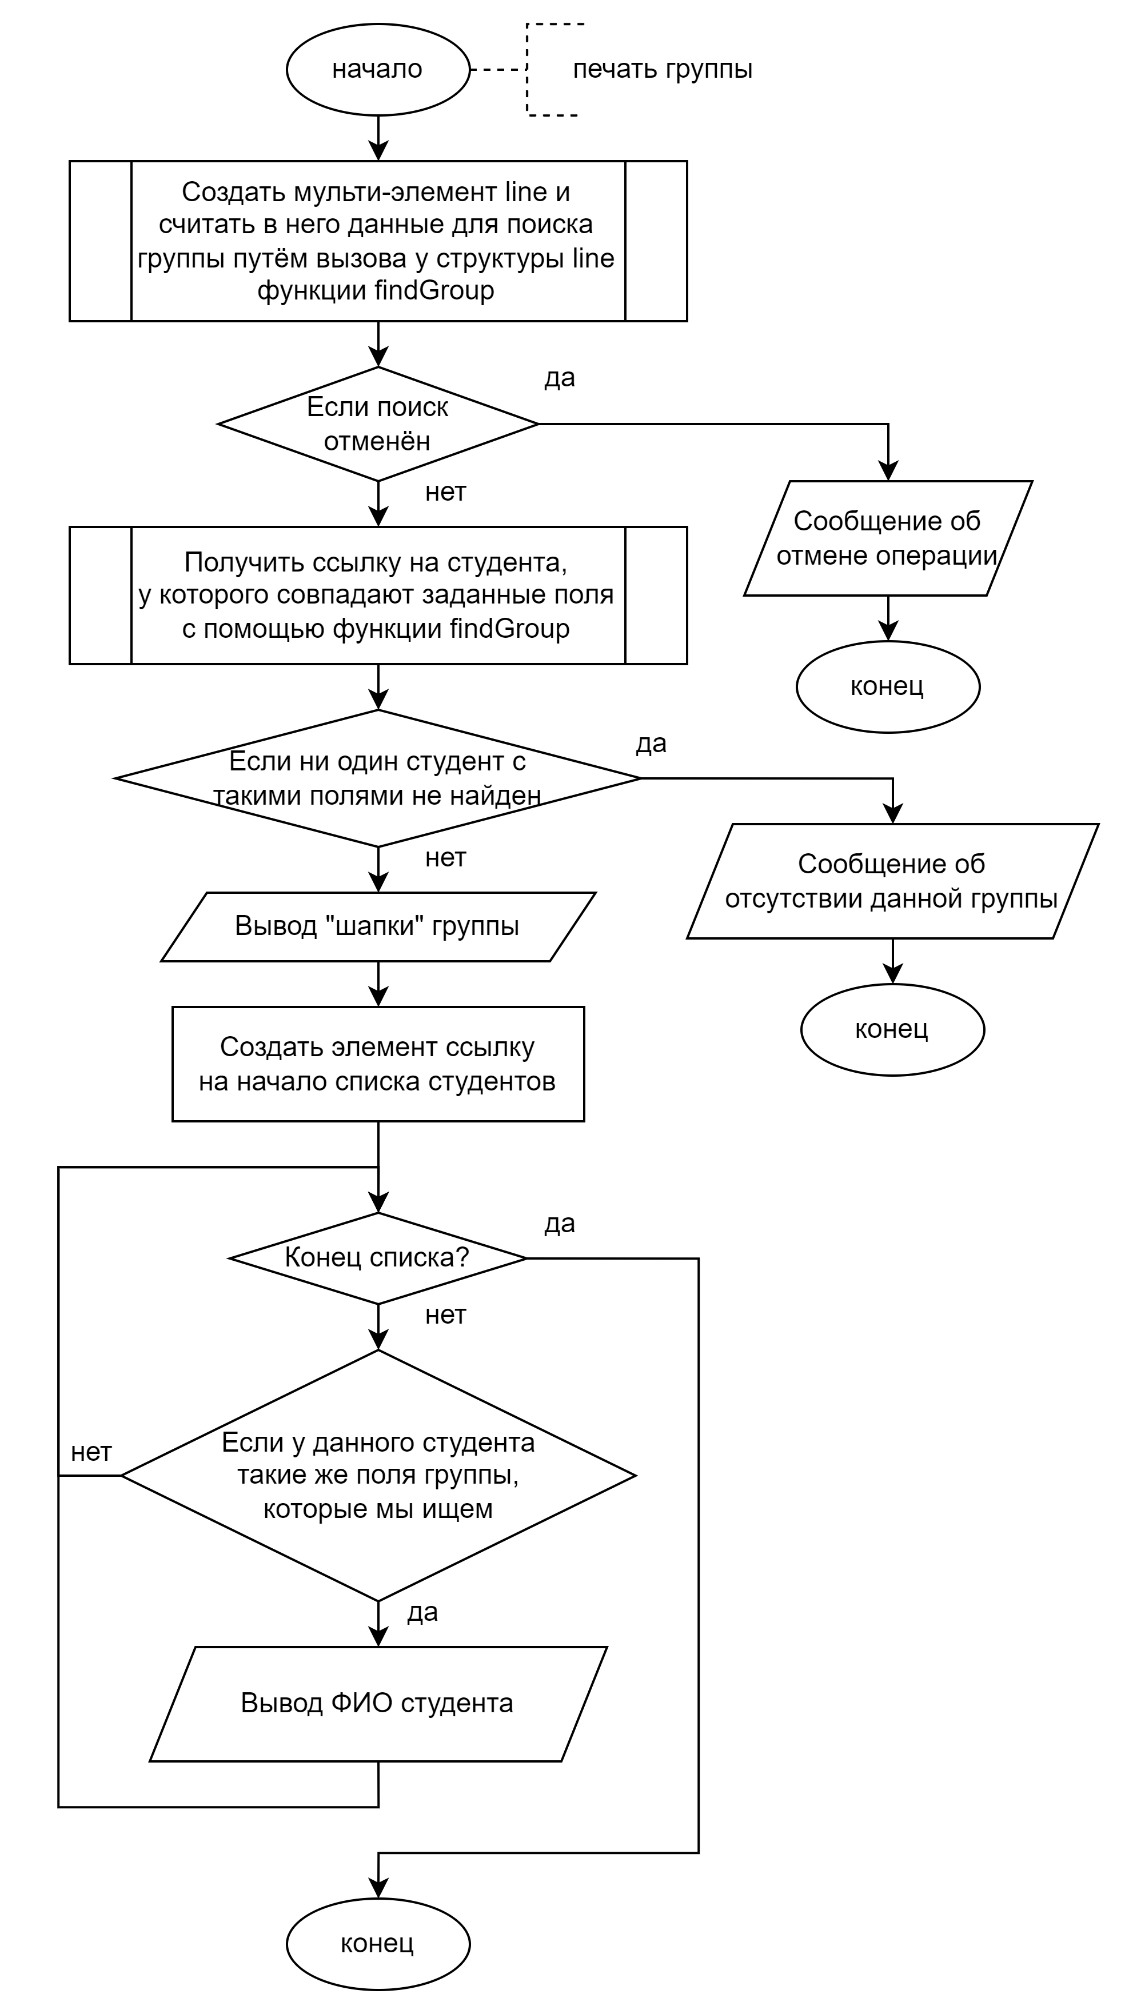 начало
печать группы
Создать мульти-элемент line и
считать в него данные для поиска
группы путём вызова у структуры line
функции findGroup
да
Если поиск
отменён
нет
Сообщение об
отмене операции
Получить ссылку на студента,
у которого совпадают заданные поля
с помощью функции findGroup
конец
да
Если ни один студент с
такими полями не найден
нет
Сообщение об
отсутствии данной группы
Вывод "шапки" группы
конец
Создать элемент ссылку
на начало списка студентов
да
Конец списка?
нет
нет
Если у данного студента
такие же поля группы,
которые мы ищем
да
Вывод ФИО студента
конец